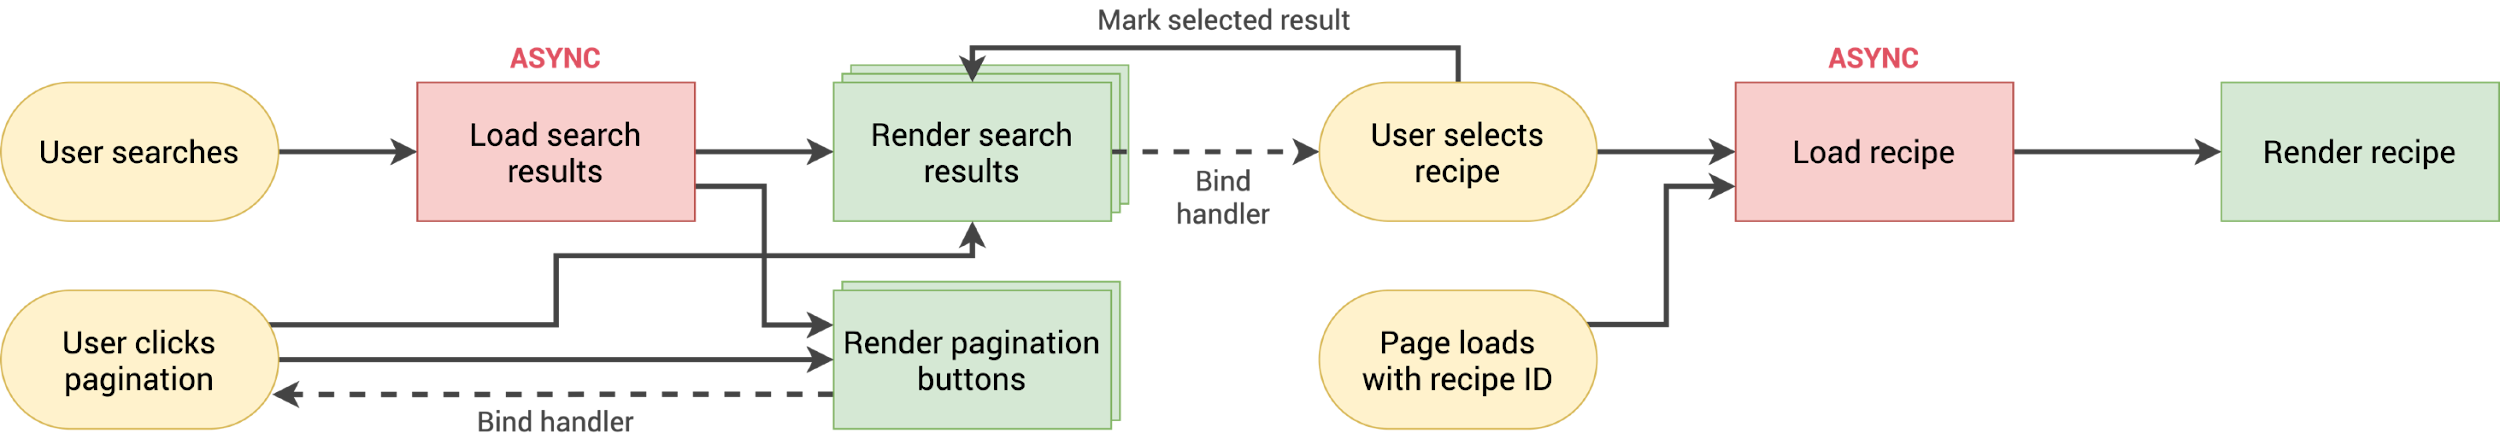 Mark selected result
ASYNC
ASYNC
User searches
Load search
results
Render search
results
Bind
handler
User selects
recipe
Load recipe
Render recipe
User clicks
pagination
Bind handler
Render pagination
buttons
Page loads
with recipe ID